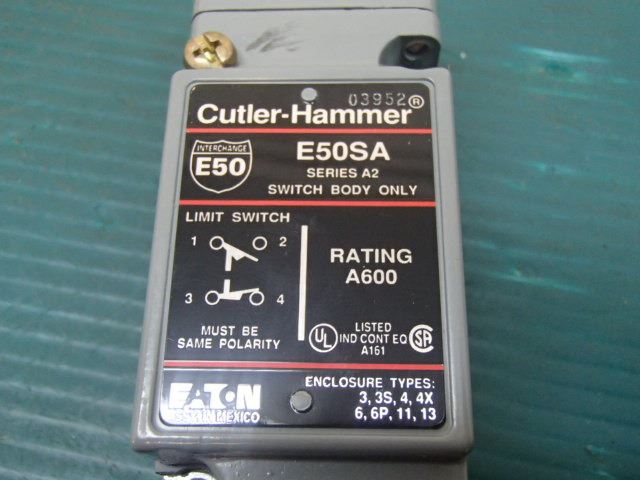 03952
Cutler-Hammer®
INTERCHANGE
E50
E50SA
SERIES A2
SWITCH BODY ONLY
LIMIT SWITCH
1 2
3 4
MUST BE
SAME POLARITY
RATING
A600
UL LISTED
IND CONT EQ SA
A161
EATON
MEXICO
ENCLOSURE TYPES:
3, 3S, 4, 4X
6, 6P, 11, 13